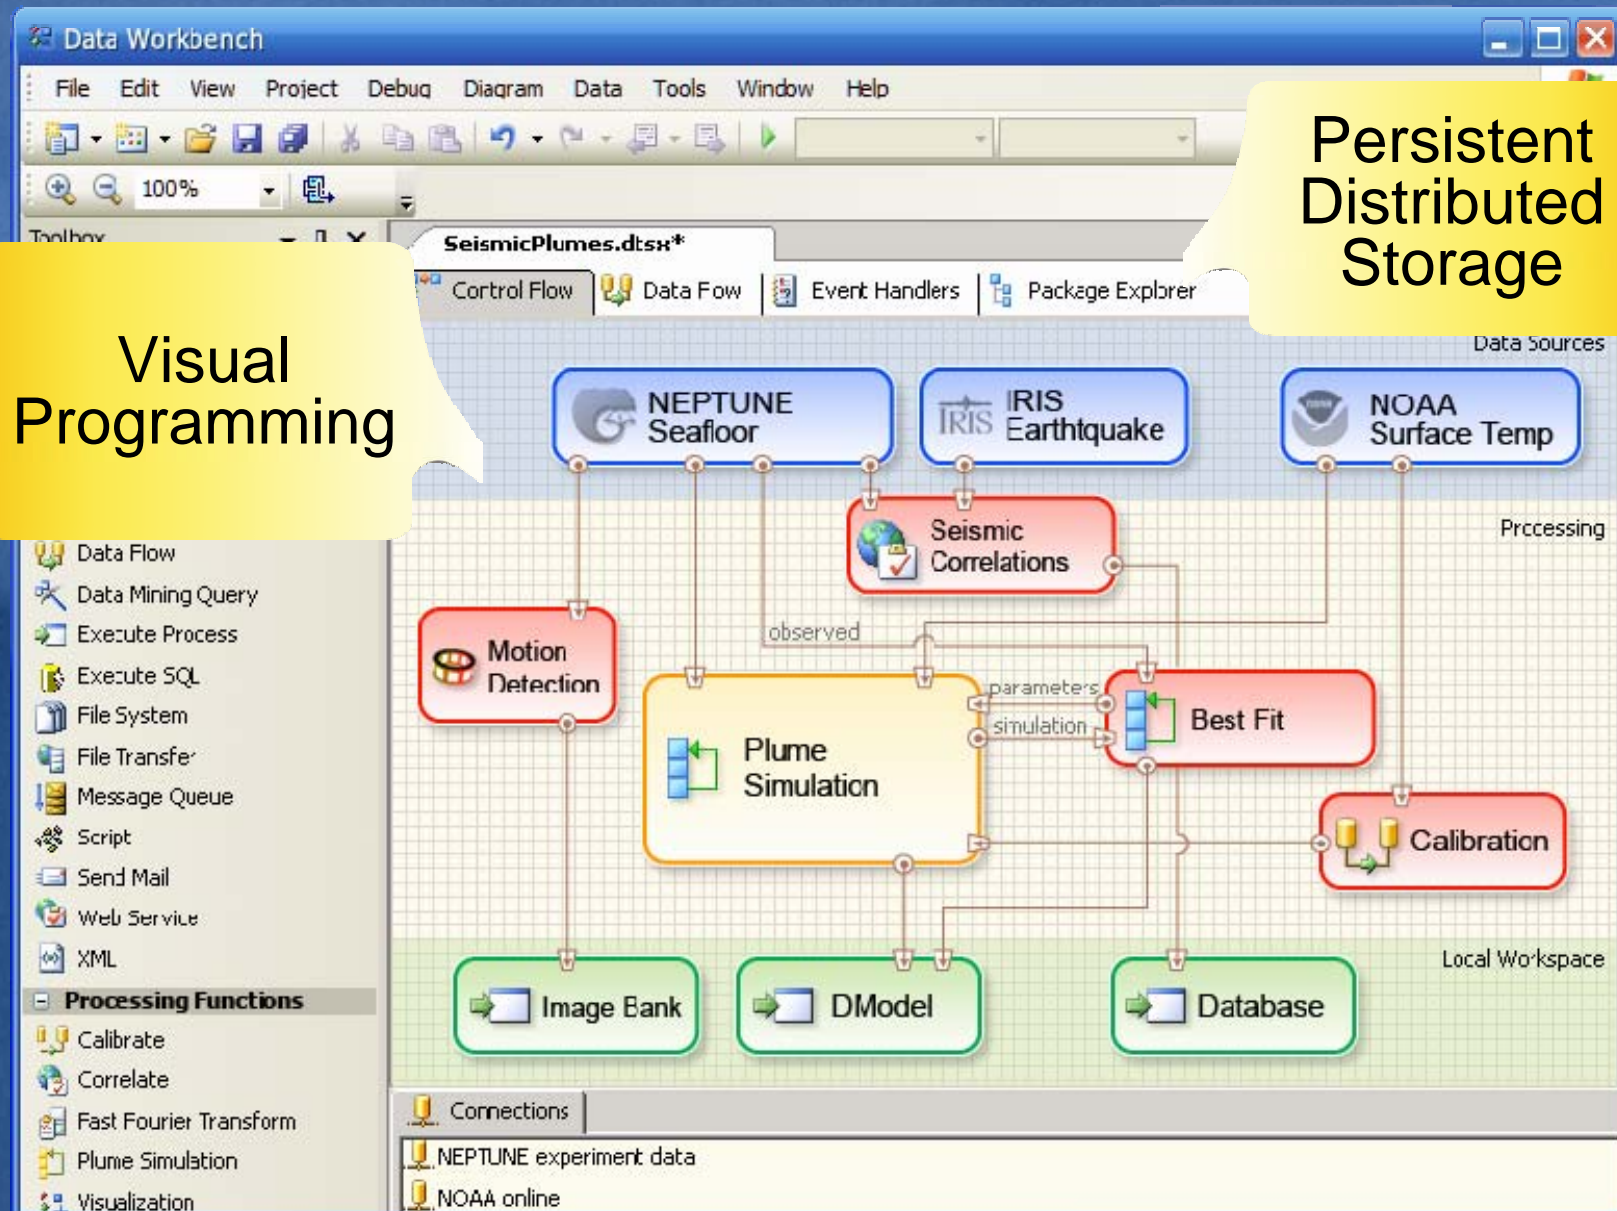 Data Workbench
File Edit View Project Debug Diagram Data Tools Window Help
100%
Toolbox
Persistent
Distributed
Storage
Visual
Programming
SeismicPlumes.dtsx*
Control Flow Data Flow Event Handlers Package Explorer
Data Sources
NEPTUNE
Seafloor
IRIS
IRIS
Earthtquake
NOAA
Surface Temp
Processing
Seismic
Correlations
Motion
Detection
observed
parameters
simulation
Plume
Simulation
Best Fit
Calibration
Local Workspace
Image Bank
DModel
Database
Data Flow
Data Mining Query
Execute Process
Execute SQL
File System
File Transfer
Message Queue
Script
Send Mail
Web Service
XML
Processing Functions
Calibrate
Correlate
Fast Fourier Transform
Plume Simulation
Visualization
Connections
NEPTUNE experiment data
NOAA online